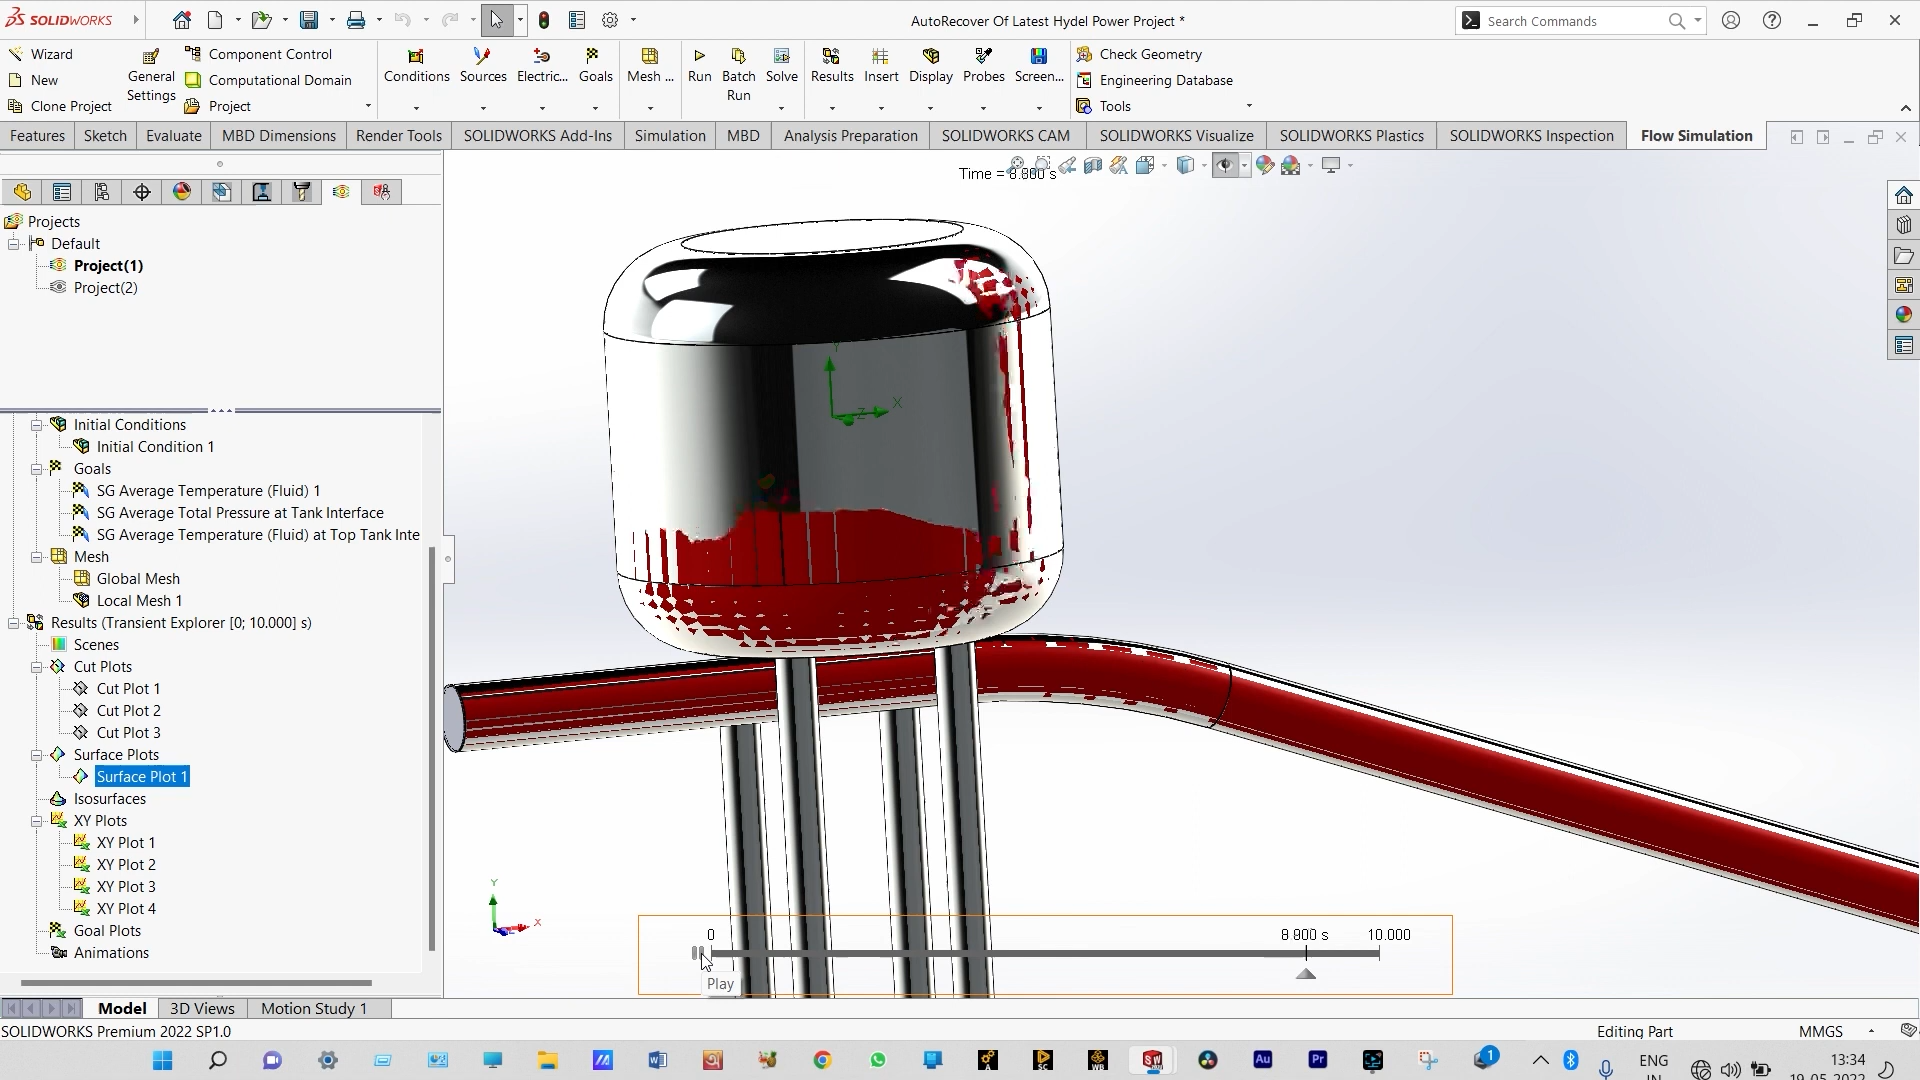 SOLIDWORKS
AutoRecover Of Latest Hydel Power Project *
Search Commands
Wizard
New
Clone Project
General
Settings
Component Control
Computational Domain
Project
Conditions
Sources
Electric...
Goals
Mesh ...
Run
Batch
Run
Solve
Results
Insert
Display
Probes
Screen...
Check Geometry
Engineering Database
Tools
Features
Sketch
Evaluate
MBD Dimensions
Render Tools
SOLIDWORKS Add-Ins
Simulation
MBD
Analysis Preparation
SOLIDWORKS CAM
SOLIDWORKS Visualize
SOLIDWORKS Plastics
SOLIDWORKS Inspection
Flow Simulation
Time = 8.800 s
Projects
Default
Project(1)
Project(2)
Initial Conditions
Initial Condition 1
Goals
SG Average Temperature (Fluid) 1
SG Average Total Pressure at Tank Interface
SG Average Temperature (Fluid) at Top Tank Inte
Mesh
Global Mesh
Local Mesh 1
Results (Transient Explorer [0; 10.000] s)
Scenes
Cut Plots
Cut Plot 1
Cut Plot 2
Cut Plot 3
Surface Plots
Surface Plot 1
Isosurfaces
XY Plots
XY Plot 1
XY Plot 2
XY Plot 3
XY Plot 4
Goal Plots
Animations
Y
X
Z
Y
X
0
8.800 s
10.000
Play
Model
3D Views
Motion Study 1
SOLIDWORKS Premium 2022 SP1.0
Editing Part
MMGS
ENG
IN
13:34
19-05-2022
Au
Pr
1